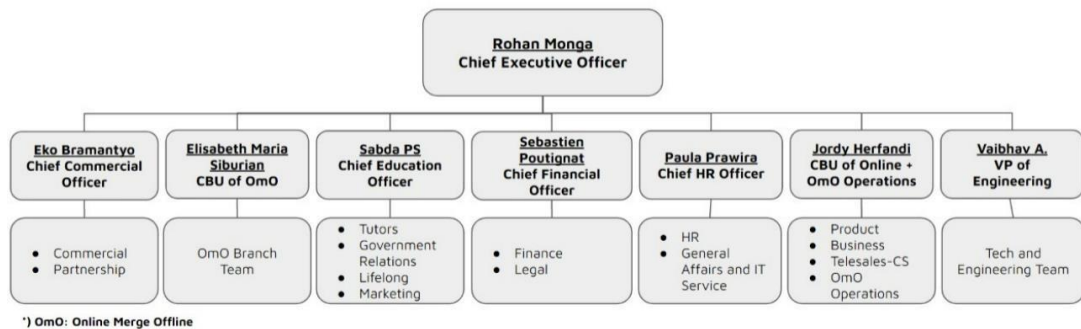 Rohan Monga
Chief Executive Officer
Eko Bramantyo
Chief Commercial
Officer
Elisabeth Maria
Siburian
CBU of OmO
Sabda PS
Chief Education
Officer
Sebastien
Poutignat
Chief Financial
Officer
Paula Prawira
Chief HR Officer
Jordy Herfandi
CBU of Online +
OmO Operations
Vaibhav A.
VP of
Engineering
● Commercial
● Partnership
OmO Branch
Team
● Tutors
● Government
Relations
● Lifelong
● Marketing
● Finance
● Legal
● HR
● General
Affairs and IT
Service
● Product
● Business
● Telesales-CS
● OmO
Operations
Tech and
Engineering Team
*) OmO: Online Merge Offline